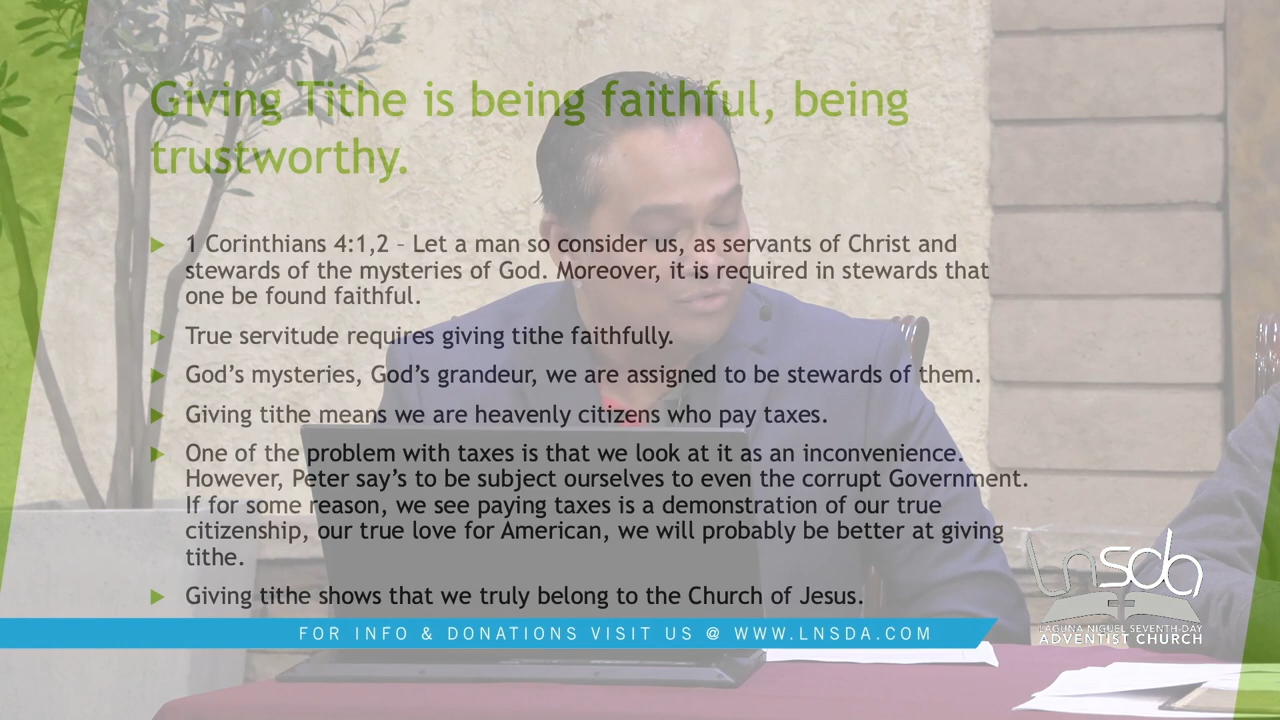 Giving Tithe is being faithful, being
trustworthy.
1 Corinthians 4:1,2 – Let a man so consider us, as servants of Christ and
stewards of the mysteries of God. Moreover, it is required in stewards that
one be found faithful.
True servitude requires giving tithe faithfully.
God's mysteries, God's grandeur, we are assigned to be stewards of them.
Giving tithe means we are heavenly citizens who pay taxes.
One of the problem with taxes is that we look at it as an inconvenience.
However, Peter say's to be subject ourselves to even the corrupt Government.
If for some reason, we see paying taxes is a demonstration of our true
citizenship, our true love for American, we will probably be better at giving
tithe.
Giving tithe shows that we truly belong to the Church of Jesus.
FOR INFO & DONATIONS VISIT US @ WWW.LNSDA.COM
lnsda
LAGUNA NIGUEL SEVENTH-DAY
ADVENTIST CHURCH